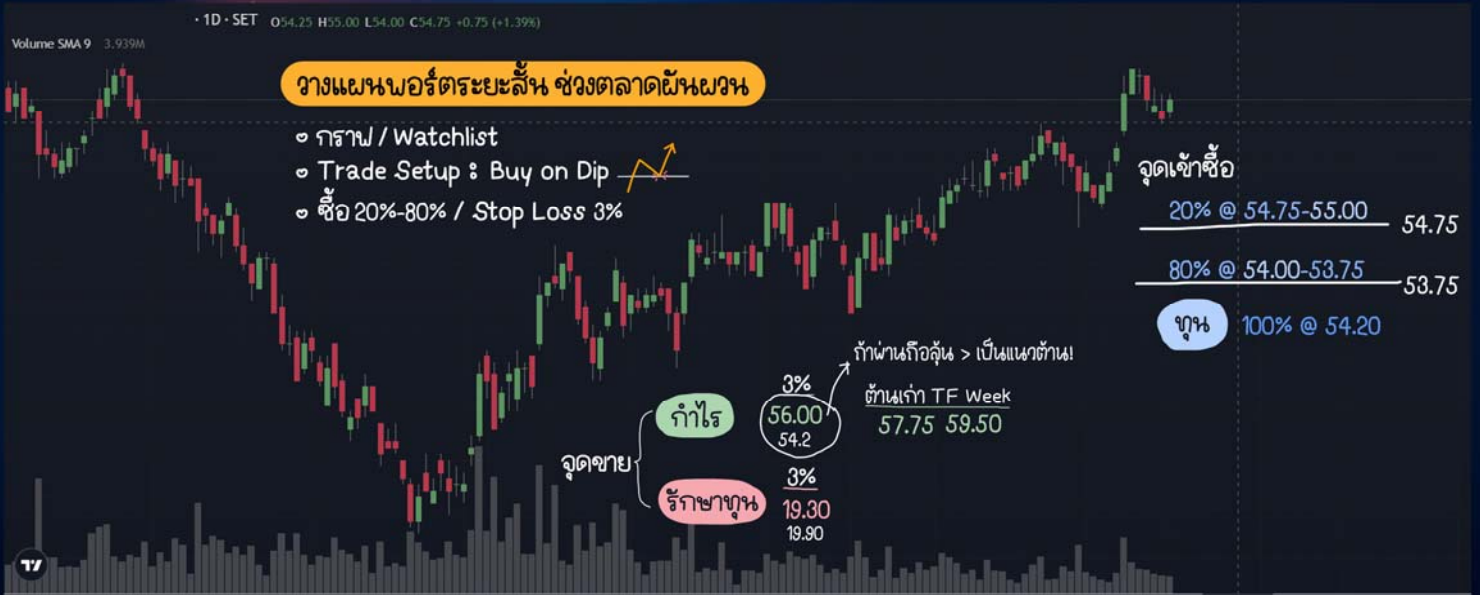 · 1D · SET O54.25 H55.00 L54.00 C54.75 +0.75 (+1.39%)
Volume SMA 9 3.939M
วางแผนพอร์ตระยะสั้น ช่วงตลาดผันผวน
กราฟ / Watchlist
Trade Setup : Buy on Dip
ซื้อ 20%-80% / Stop Loss 3%
จุดเข้าซื้อ
20% @ 54.75-55.00 54.75
80% @ 54.00-53.75 53.75
ทุน 100% @ 54.20
ถ้าผ่านถือลุ้น > เป็นแนวต้าน!
จุดขาย
กำไร
3%
56.00
54.2
ต้านเก่า TF Week
57.75 59.50
รักษาทุน
3%
19.30
19.90